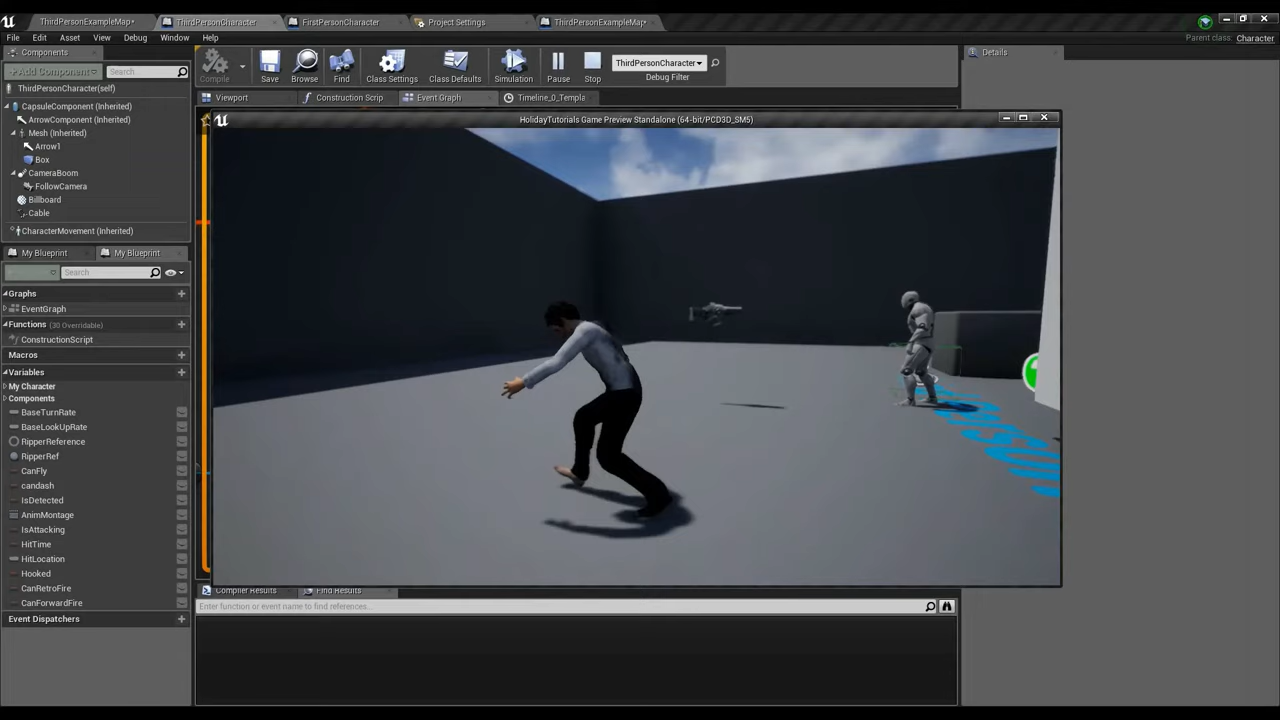 ThirdPersonExampleMap*
ThirdPersonCharacter
FirstPersonCharacter
Project Settings
ThirdPersonExampleMap*
File Edit Asset View Debug Window Help
Parent class: Character
Components
Details
+Add Component
Search
Compile
Save
Browse
Find
Class Settings
Class Defaults
Simulation
Pause
Stop
ThirdPersonCharacter
Debug Filter
ThirdPersonCharacter(self)
Viewport
Construction Scrip
Event Graph
Timeline_0_Templa
CapsuleComponent (Inherited)
ArrowComponent (Inherited)
Mesh (Inherited)
Arrow1
Box
CameraBoom
FollowCamera
Billboard
Cable
CharacterMovement (Inherited)
HolidayTutorials Game Preview Standalone (64-bit/PCD3D_SM5)
My Blueprint
My Blueprint
Search
Graphs
EventGraph
Functions (30 Overridable)
ConstructionScript
Macros
Variables
My Character
Components
BaseTurnRate
BaseLookUpRate
RipperReference
RipperRef
CanFly
candash
IsDetected
AnimMontage
IsAttacking
HitTime
HitLocation
Hooked
CanRetroFire
CanForwardFire
Event Dispatchers
Compiler Results
Find Results
Enter function or event name to find references...